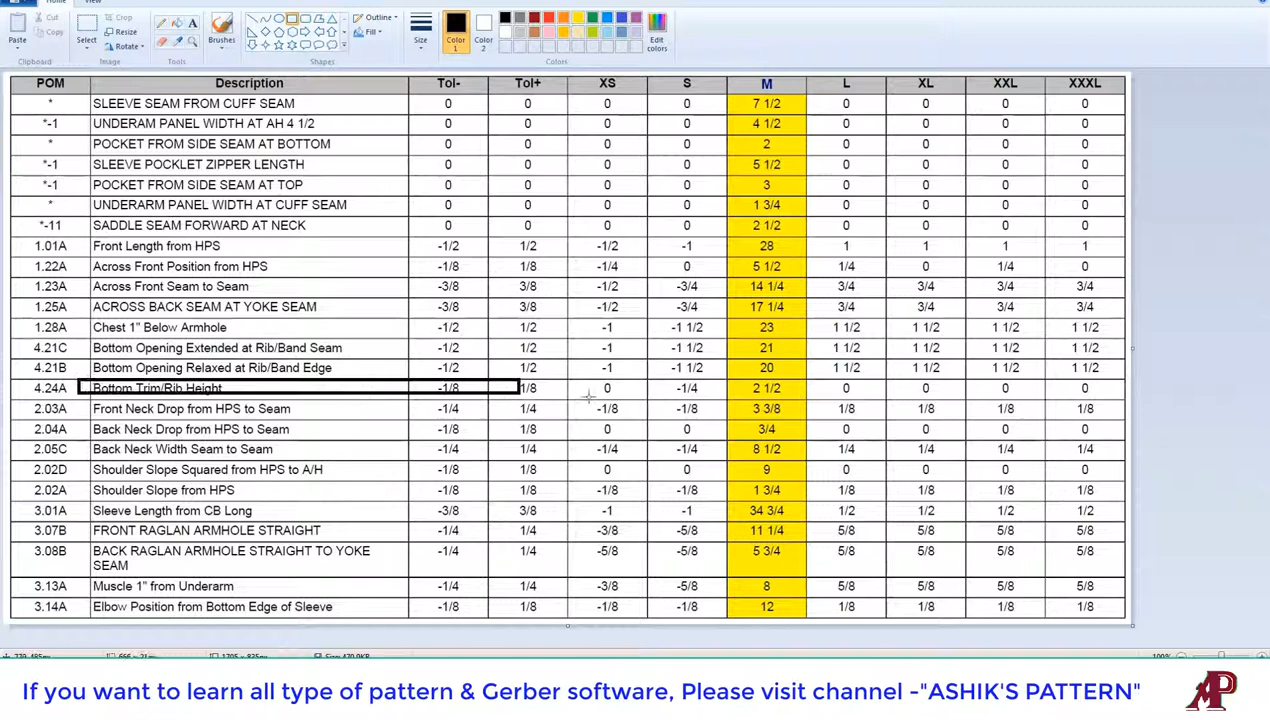 Home View
Cut
Copy
Paste
Clipboard
Select
Crop
Resize
Rotate
Image
Tools
Brushes
Shapes
Outline
Fill
Size
Color 1
Color 2
Colors
Edit colors
POM Description Tol- Tol+ XS S M L XL XXL XXXL
* SLEEVE SEAM FROM CUFF SEAM 0 0 0 0 7 1/2 0 0 0 0
*-1 UNDERAM PANEL WIDTH AT AH 4 1/2 0 0 0 0 4 1/2 0 0 0 0
* POCKET FROM SIDE SEAM AT BOTTOM 0 0 0 0 2 0 0 0 0
*-1 SLEEVE POCKLET ZIPPER LENGTH 0 0 0 0 5 1/2 0 0 0 0
*-1 POCKET FROM SIDE SEAM AT TOP 0 0 0 0 3 0 0 0 0
* UNDERARM PANEL WIDTH AT CUFF SEAM 0 0 0 0 1 3/4 0 0 0 0
*-11 SADDLE SEAM FORWARD AT NECK 0 0 0 0 2 1/2 0 0 0 0
1.01A Front Length from HPS -1/2 1/2 -1/2 -1 28 1 1 1 1
1.22A Across Front Position from HPS -1/8 1/8 -1/4 0 5 1/2 1/4 0 1/4 0
1.23A Across Front Seam to Seam -3/8 3/8 -1/2 -3/4 14 1/4 3/4 3/4 3/4 3/4
1.25A ACROSS BACK SEAM AT YOKE SEAM -3/8 3/8 -1/2 -3/4 17 1/4 3/4 3/4 3/4 3/4
1.28A Chest 1" Below Armhole -1/2 1/2 -1 -1 1/2 23 1 1/2 1 1/2 1 1/2 1 1/2
4.21C Bottom Opening Extended at Rib/Band Seam -1/2 1/2 -1 -1 1/2 21 1 1/2 1 1/2 1 1/2 1 1/2
4.21B Bottom Opening Relaxed at Rib/Band Edge -1/2 1/2 -1 -1 1/2 20 1 1/2 1 1/2 1 1/2 1 1/2
4.24A Bottom Trim/Rib Height -1/8 1/8 0 -1/4 2 1/2 0 0 0 0
2.03A Front Neck Drop from HPS to Seam -1/4 1/4 -1/8 -1/8 3 3/8 1/8 1/8 1/8 1/8
2.04A Back Neck Drop from HPS to Seam -1/8 1/8 0 0 3/4 0 0 0 0
2.05C Back Neck Width Seam to Seam -1/4 1/4 -1/4 -1/4 8 1/2 1/4 1/4 1/4 1/4
2.02D Shoulder Slope Squared from HPS to A/H -1/8 1/8 0 0 9 0 0 0 0
2.02A Shoulder Slope from HPS -1/8 1/8 -1/8 -1/8 1 3/4 1/8 1/8 1/8 1/8
3.01A Sleeve Length from CB Long -3/8 3/8 -1 -1 34 3/4 1/2 1/2 1/2 1/2
3.07B FRONT RAGLAN ARMHOLE STRAIGHT -1/4 1/4 -3/8 -5/8 11 1/4 5/8 5/8 5/8 5/8
3.08B BACK RAGLAN ARMHOLE STRAIGHT TO YOKE -1/4 1/4 -5/8 -5/8 5 3/4 5/8 5/8 5/8 5/8
SEAM
3.13A Muscle 1" from Underarm -1/4 1/4 -3/8 -5/8 8 5/8 5/8 5/8 5/8
3.14A Elbow Position from Bottom Edge of Sleeve -1/8 1/8 -1/8 -1/8 12 1/8 1/8 1/8 1/8
100%
If you want to learn all type of pattern & Gerber software, Please visit channel -"ASHIK'S PATTERN"
AP